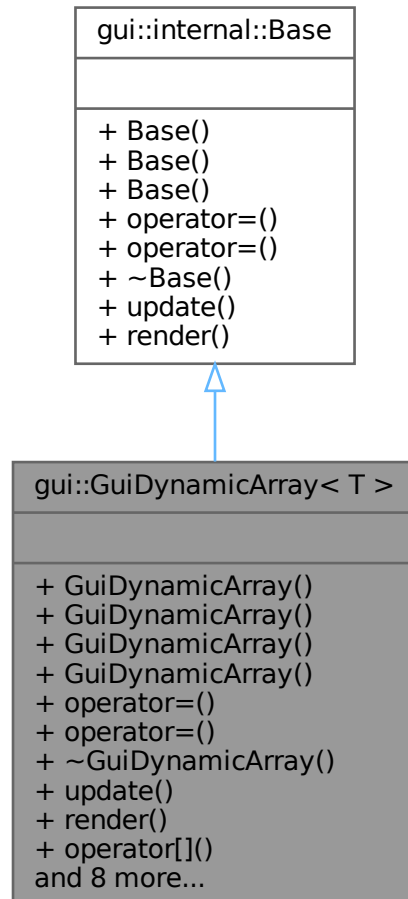 gui::internal::Base
+ Base()
+ Base()
+ Base()
+ operator=()
+ operator=()
+ ~Base()
+ update()
+ render()
gui::GuiDynamicArray< T >
+ GuiDynamicArray()
+ GuiDynamicArray()
+ GuiDynamicArray()
+ GuiDynamicArray()
+ operator=()
+ operator=()
+ ~GuiDynamicArray()
+ update()
+ render()
+ operator[]()
and 8 more...